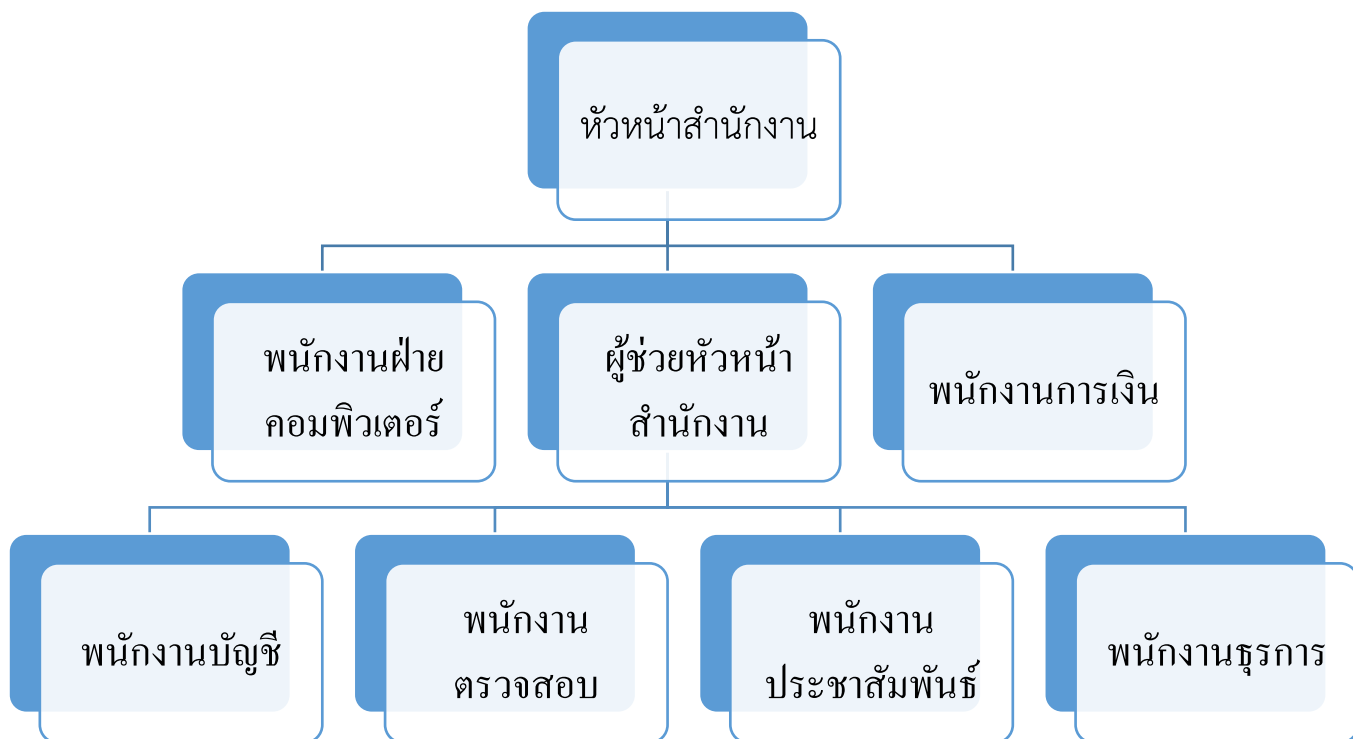 หัวหน้าสำนักงาน
พนักงานฝ่าย
คอมพิวเตอร์
ผู้ช่วยหัวหน้า
สำนักงาน
พนักงานการเงิน
พนักงานบัญชี
พนักงาน
ตรวจสอบ
พนักงาน
ประชาสัมพันธ์
พนักงานธุรการ